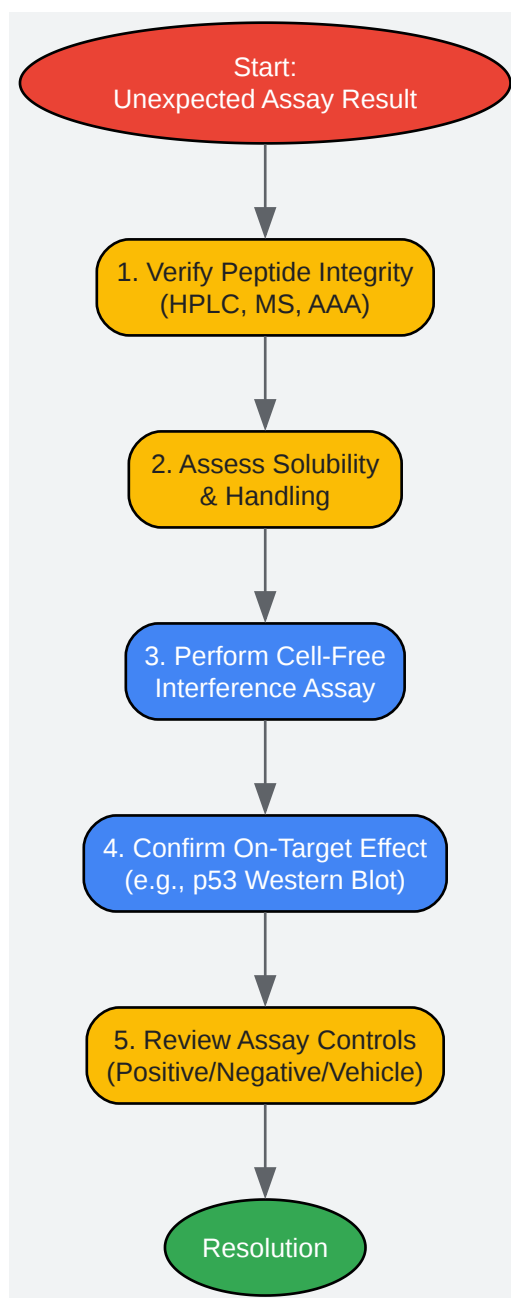 Start:
Unexpected Assay Result
1. Verify Peptide Integrity
(HPLC, MS, AAA)
2. Assess Solubility
& Handling
3. Perform Cell-Free
Interference Assay
4. Confirm On-Target Effect
(e.g., p53 Western Blot)
5. Review Assay Controls
(Positive/Negative/Vehicle)
Resolution